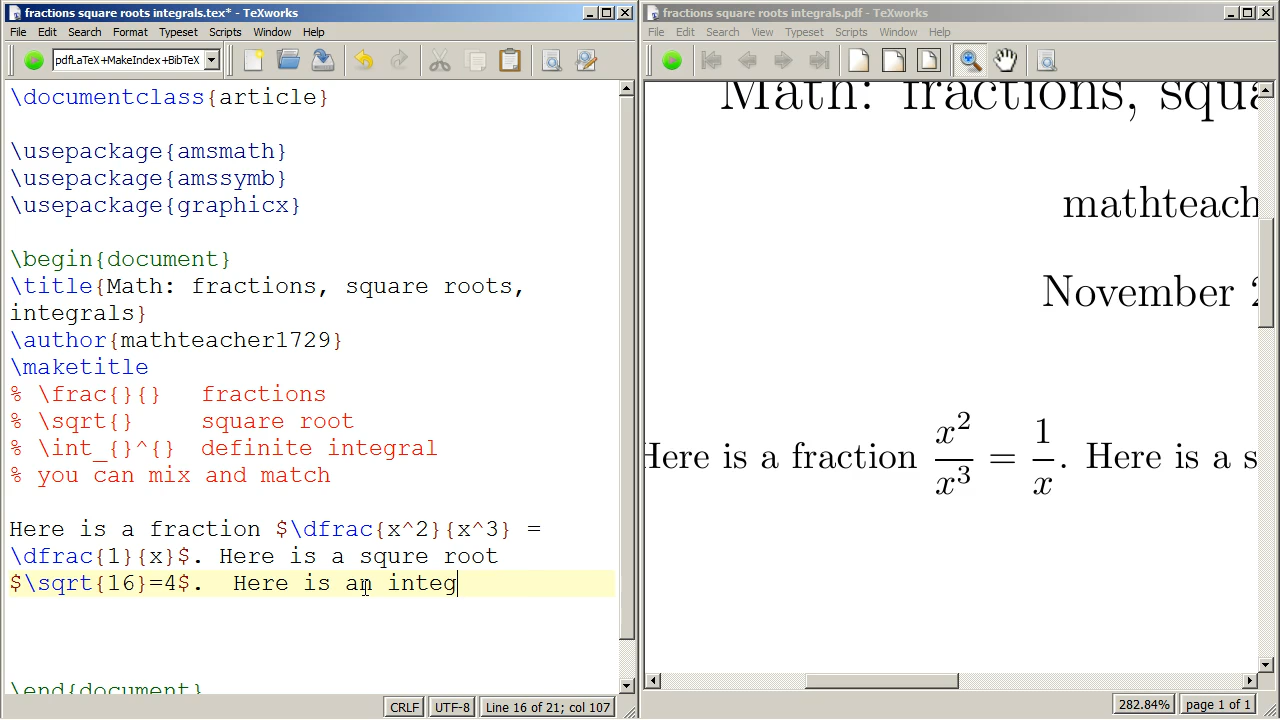 fractions square roots integrals.tex* - TeXworks
File Edit Search Format Typeset Scripts Window Help
pdfLaTeX+MakeIndex+BibTeX
\documentclass{article}
\usepackage{amsmath}
\usepackage{amssymb}
\usepackage{graphicx}
\begin{document}
\title{Math: fractions, square roots,
integrals}
\author{mathteacher1729}
\maketitle
% \frac{}{}   fractions
% \sqrt{}     square root
% \int_{}^{}  definite integral
% you can mix and match
Here is a fraction $\dfrac{x^2}{x^3} =
\dfrac{1}{x}$. Here is a squre root
$\sqrt{16}=4$.  Here is an integ
\end{document}
CRLF UTF-8 Line 16 of 21; col 107
fractions square roots integrals.pdf - TeXworks
File Edit Search View Typeset Scripts Window Help
Math: fractions, squa
mathteach
November 2
Here is a fraction x^2/x^3 = 1/x. Here is a s
282.84% page 1 of 1